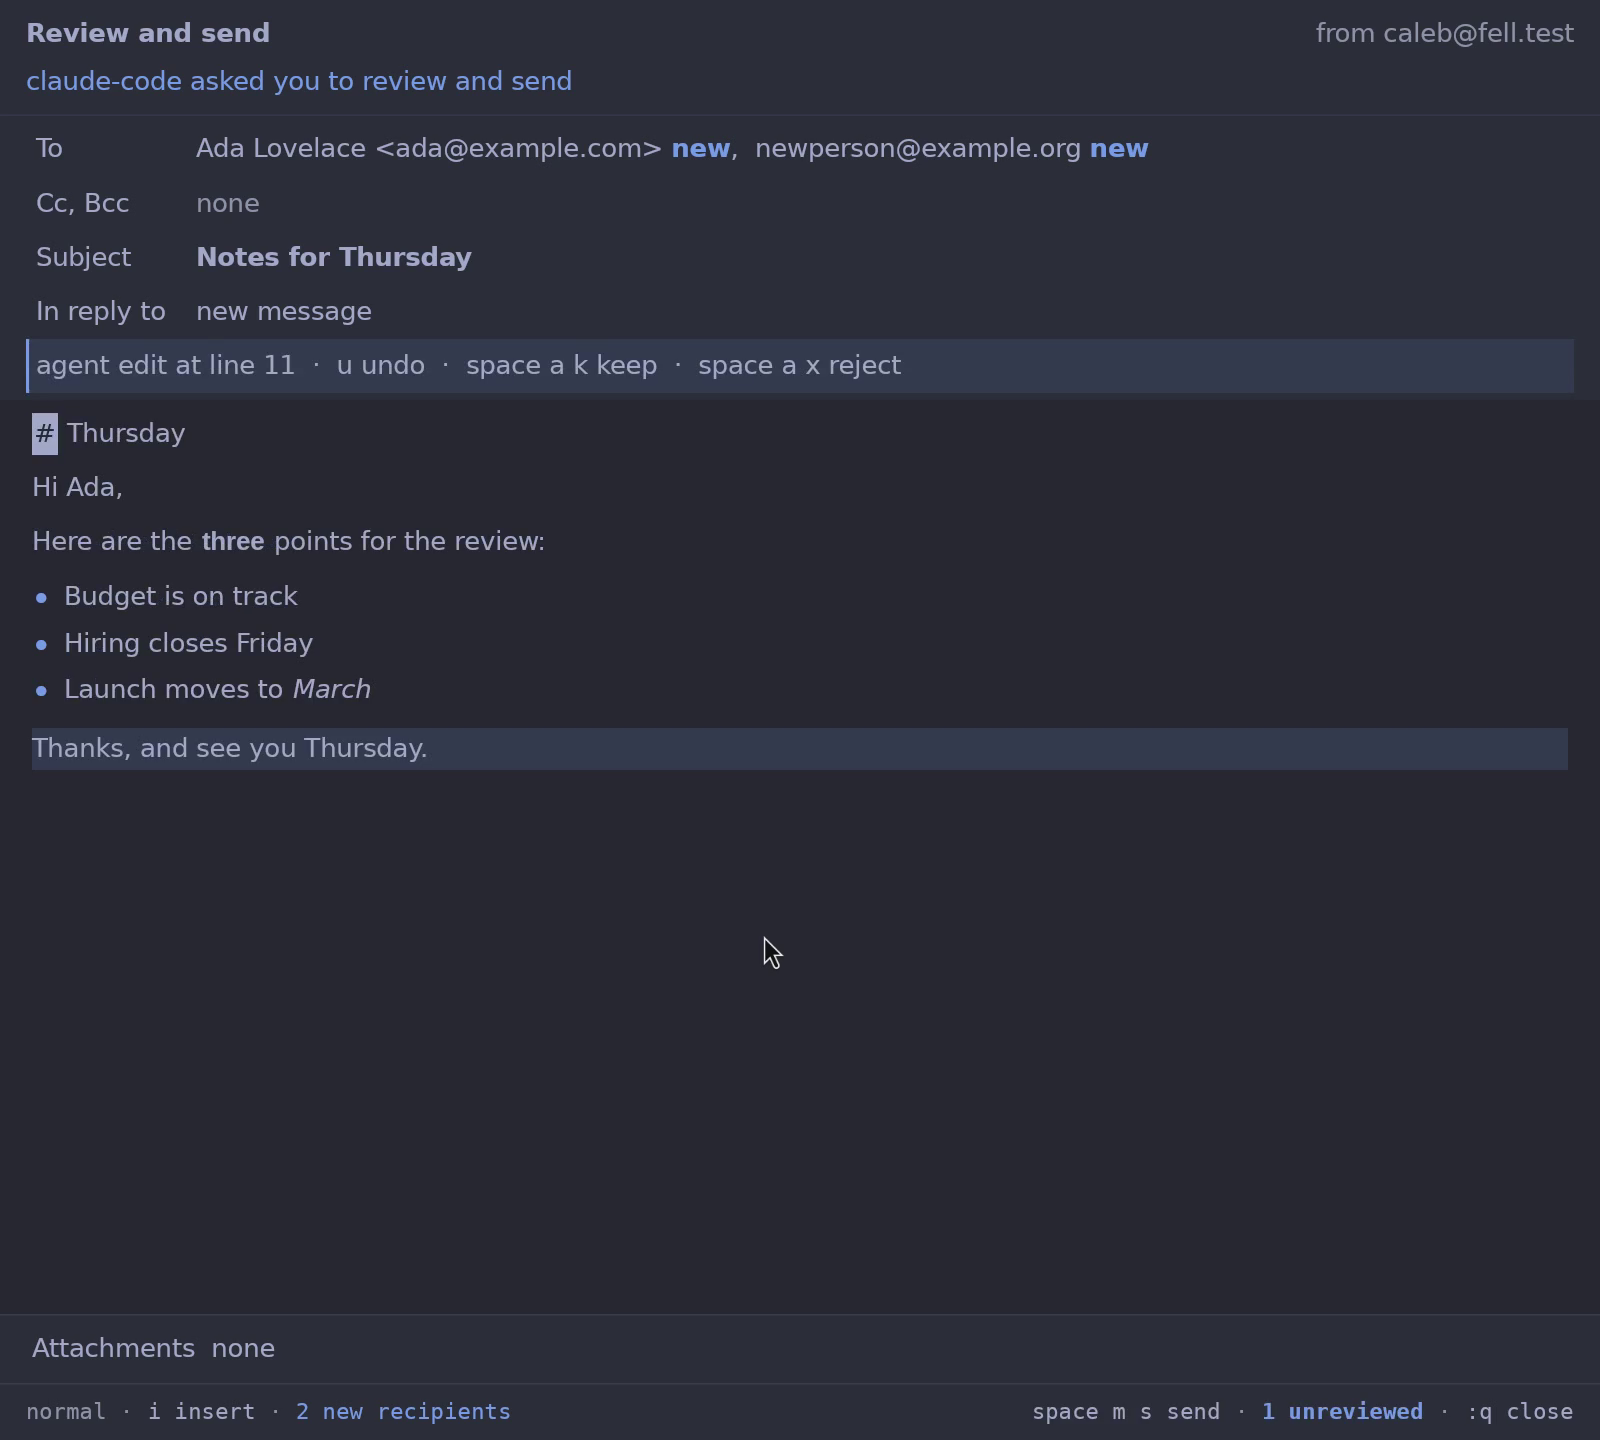 Review and send from caleb@fell.test
claude-code asked you to review and send
To Ada Lovelace <ada@example.com> new, newperson@example.org new
Cc, Bcc none
Subject Notes for Thursday
In reply to new message
agent edit at line 11 · u undo · space a k keep · space a x reject
# Thursday
Hi Ada,
Here are the three points for the review:
• Budget is on track
• Hiring closes Friday
• Launch moves to March
Thanks, and see you Thursday.
Attachments none
normal · i insert · 2 new recipients space m s send · 1 unreviewed · :q close